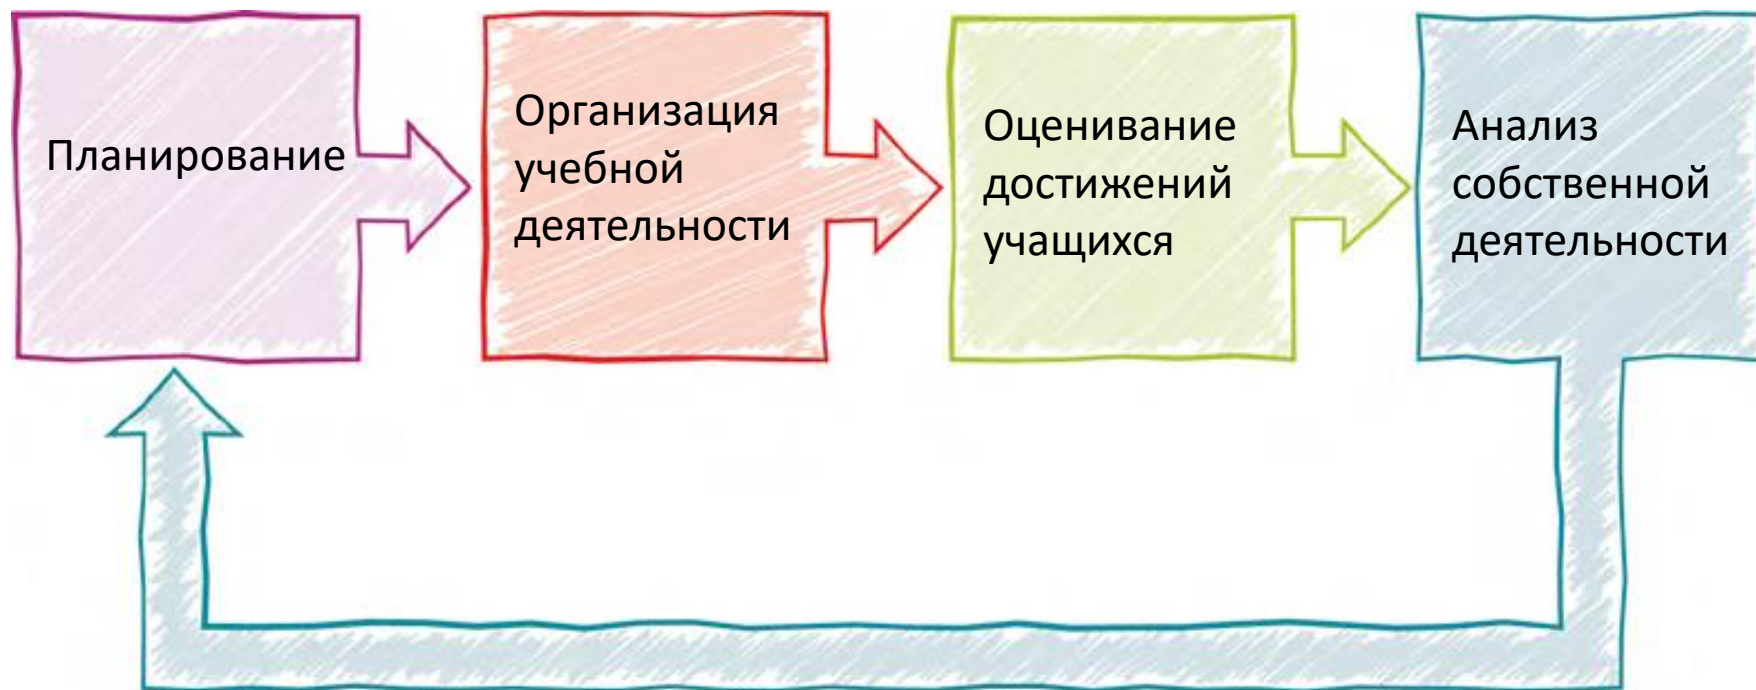 Планирование
Организация
учебной
деятельности
Оценивание
достижений
учащихся
Анализ
собственной
деятельности